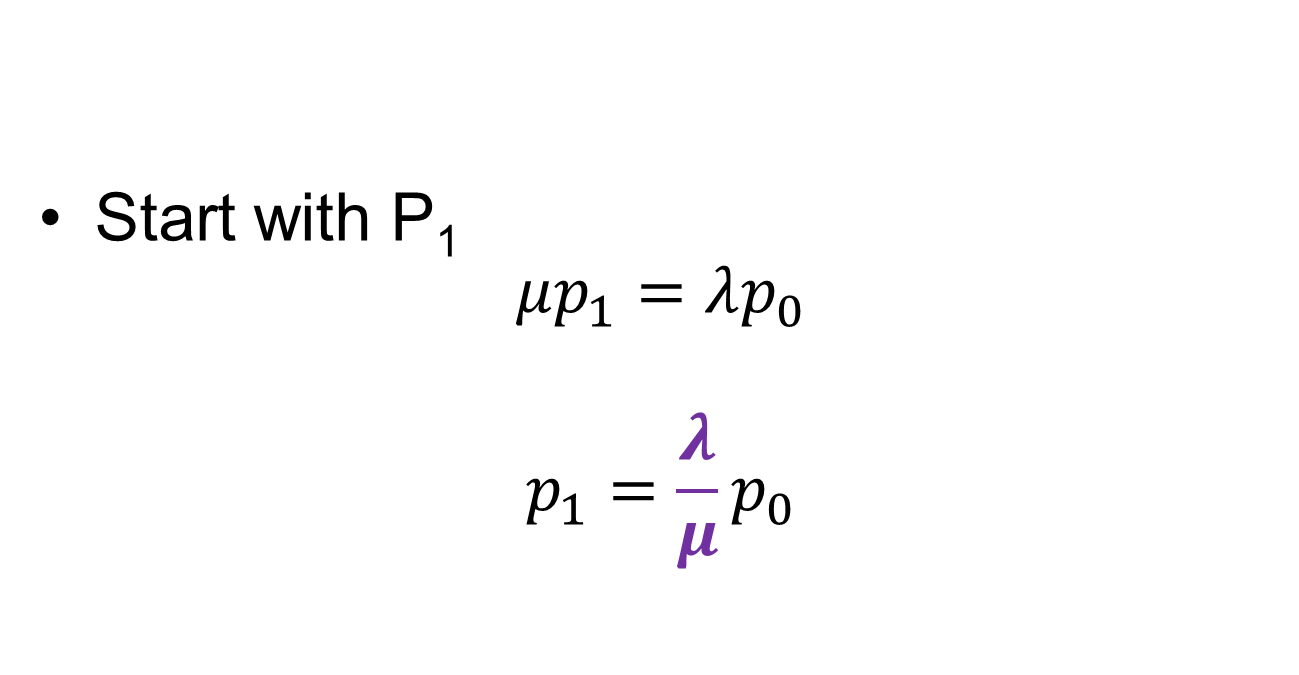 • Start with P₁
𝜇𝑝₁ = 𝜆𝑝₀
𝑝₁ = 𝝀/𝝁 𝑝₀